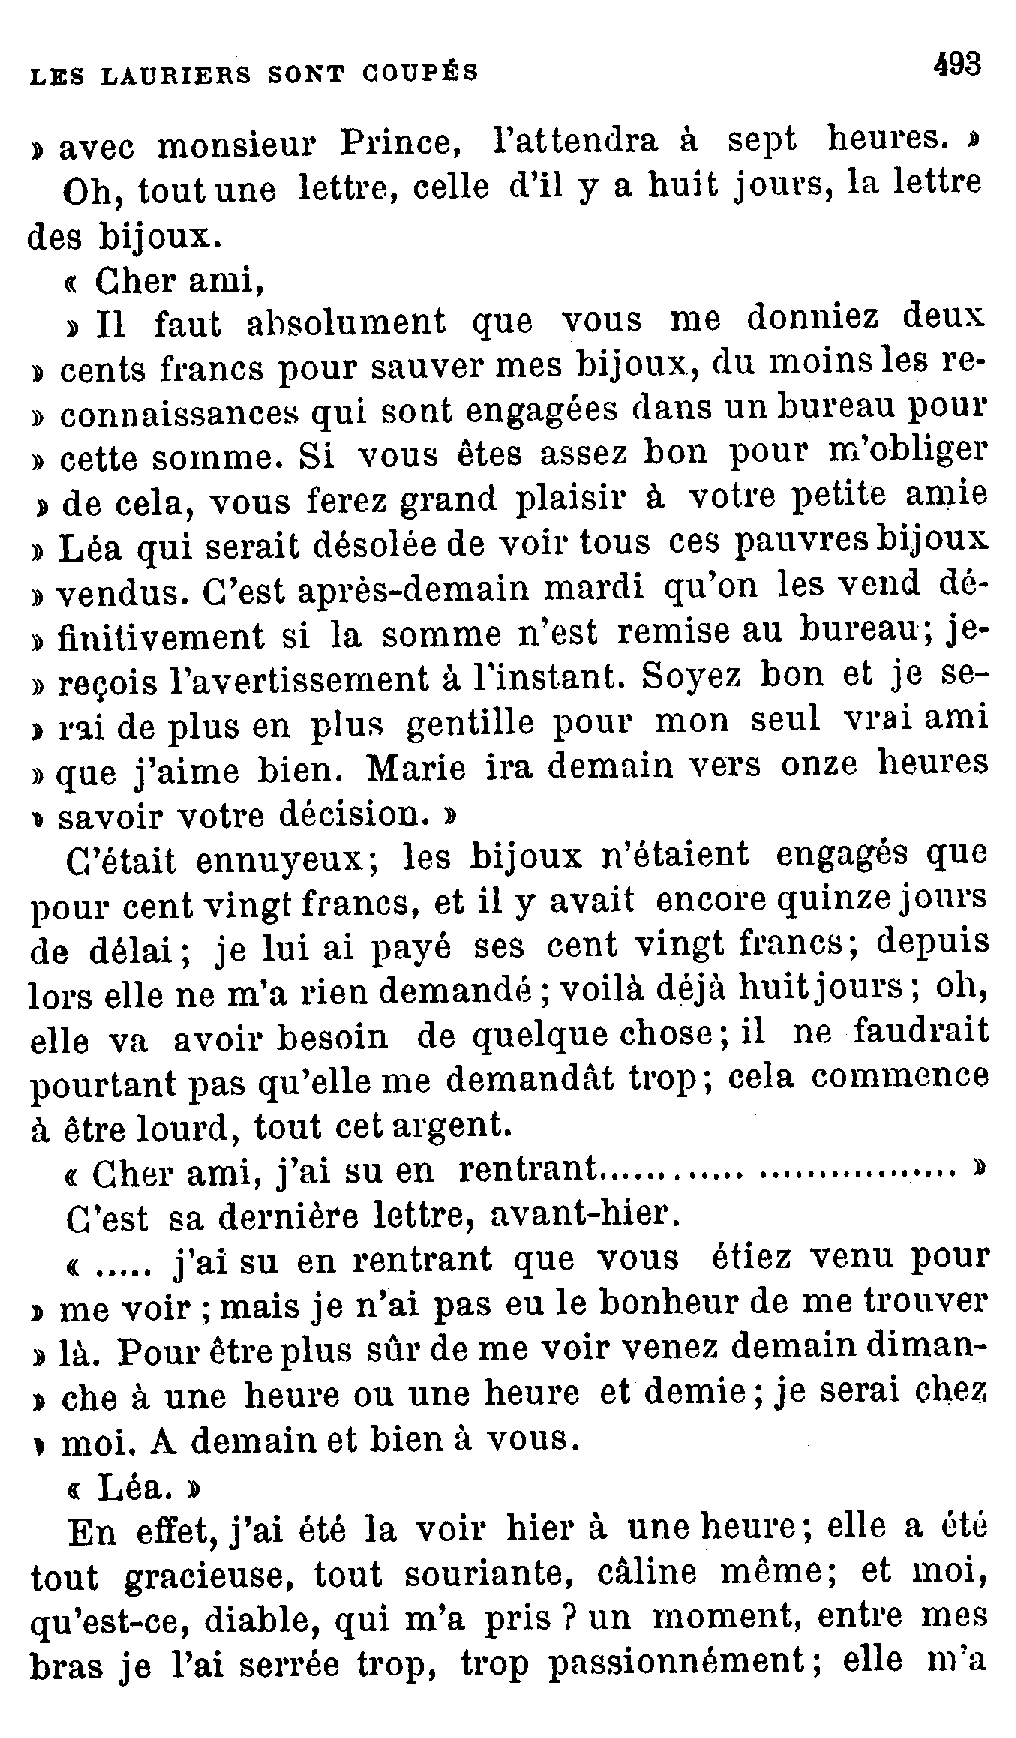 LES LAURIERS SONT COUPÉS 493
» avec monsieur Prince, l'attendra à sept heures. »
Oh, tout une lettre, celle d'il y a huit jours, la lettre
des bijoux.
« Cher ami,
» Il faut absolument que vous me donniez deux
» cents francs pour sauver mes bijoux, du moins les re-
» connaissances qui sont engagées dans un bureau pour
» cette somme. Si vous êtes assez bon pour m'obliger
» de cela, vous ferez grand plaisir à votre petite amie
» Léa qui serait désolée de voir tous ces pauvres bijoux
» vendus. C'est après-demain mardi qu'on les vend dé-
» finitivement si la somme n'est remise au bureau; je-
» reçois l'avertissement à l'instant. Soyez bon et je se-
» rai de plus en plus gentille pour mon seul vrai ami
» que j'aime bien. Marie ira demain vers onze heures
» savoir votre décision. »
C'était ennuyeux; les bijoux n'étaient engagés que
pour cent vingt francs, et il y avait encore quinze jours
de délai; je lui ai payé ses cent vingt francs; depuis
lors elle ne m'a rien demandé; voilà déjà huit jours; oh,
elle va avoir besoin de quelque chose; il ne faudrait
pourtant pas qu'elle me demandât trop; cela commence
à être lourd, tout cet argent.
« Cher ami, j'ai su en rentrant............ ................. »
C'est sa dernière lettre, avant-hier.
« ..... j'ai su en rentrant que vous étiez venu pour
» me voir; mais je n'ai pas eu le bonheur de me trouver
» là. Pour être plus sûr de me voir venez demain diman-
» che à une heure ou une heure et demie; je serai chez
» moi. A demain et bien à vous.
« Léa. »
En effet, j'ai été la voir hier à une heure; elle a été
tout gracieuse, tout souriante, câline même; et moi,
qu'est-ce, diable, qui m'a pris ? un moment, entre mes
bras je l'ai serrée trop, trop passionnément; elle m'a